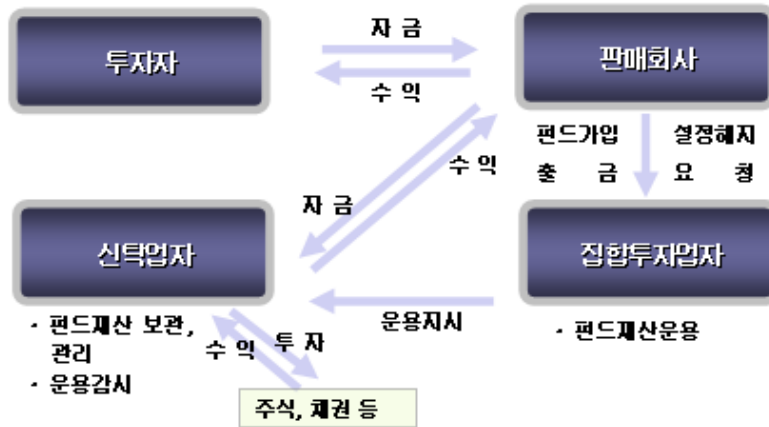 자 금
투자자
판매회사
수 익
펀드가입 설정해지
출 금 요 청
수 익
자 금
신탁업자
집합투자업자
운용지시
· 펀드재산 보관,
관리
· 운용감시
수 익
투 자
· 펀드재산운용
주식, 채권 등